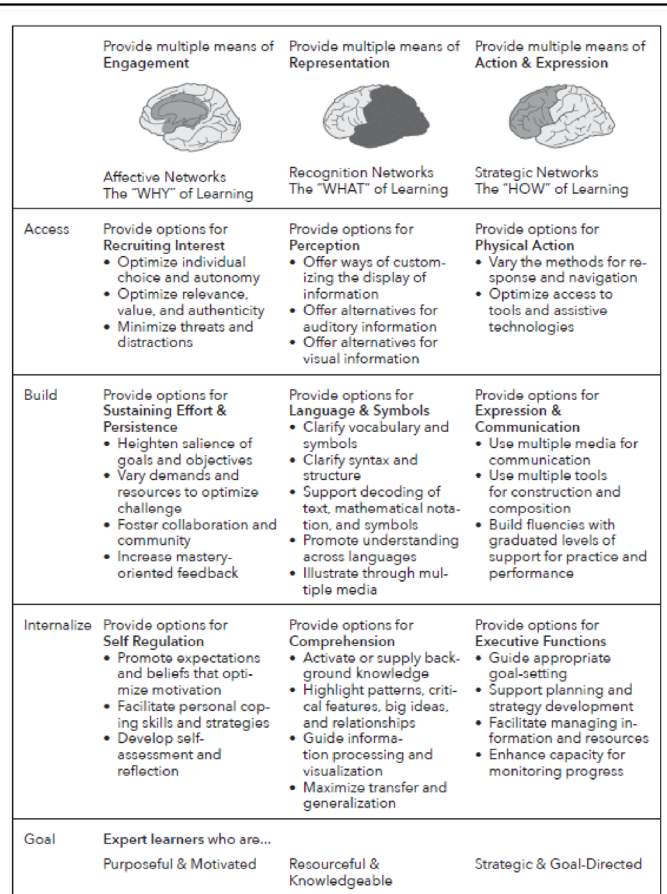 Provide multiple means of
Engagement
Provide multiple means of
Representation
Provide multiple means of
Action & Expression
Affective Networks
The "WHY" of Learning
Recognition Networks
The "WHAT" of Learning
Strategic Networks
The "HOW" of Learning
Access
Provide options for
Recruiting Interest
• Optimize individual
choice and autonomy
• Optimize relevance,
value, and authenticity
• Minimize threats and
distractions
Provide options for
Perception
• Offer ways of custom-
izing the display of
information
• Offer alternatives for
auditory information
• Offer alternatives for
visual information
Provide options for
Physical Action
• Vary the methods for re-
sponse and navigation
• Optimize access to
tools and assistive
technologies
Build
Provide options for
Sustaining Effort &
Persistence
• Heighten salience of
goals and objectives
• Vary demands and
resources to optimize
challenge
• Foster collaboration and
community
• Increase mastery-
oriented feedback
Provide options for
Language & Symbols
• Clarify vocabulary and
symbols
• Clarify syntax and
structure
• Support decoding of
text, mathematical nota-
tion, and symbols
• Promote understanding
across languages
• Illustrate through mul-
tiple media
Provide options for
Expression &
Communication
• Use multiple media for
communication
• Use multiple tools
for construction and
composition
• Build fluencies with
graduated levels of
support for practice and
performance
Internalize
Provide options for
Self Regulation
• Promote expectations
and beliefs that opti-
mize motivation
• Facilitate personal cop-
ing skills and strategies
• Develop self-
assessment and
reflection
Provide options for
Comprehension
• Activate or supply back-
ground knowledge
• Highlight patterns, criti-
cal features, big ideas,
and relationships
• Guide informa-
tion processing and
visualization
• Maximize transfer and
generalization
Provide options for
Executive Functions
• Guide appropriate
goal-setting
• Support planning and
strategy development
• Facilitate managing in-
formation and resources
• Enhance capacity for
monitoring progress
Goal
Expert learners who are...
Purposeful & Motivated
Resourceful &
Knowledgeable
Strategic & Goal-Directed